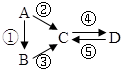 A ② ④
① C D
B ③ ⑤